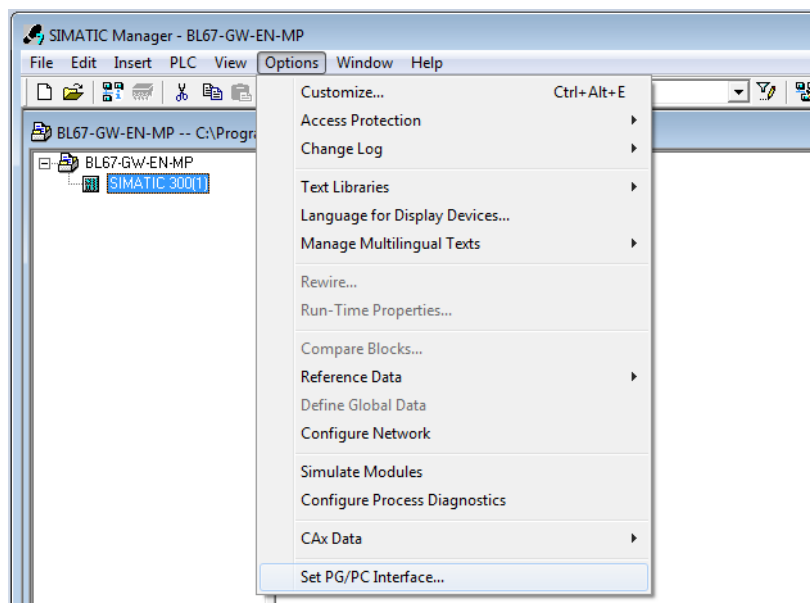 SIMATIC Manager - BL67-GW-EN-MP
File Edit Insert PLC View Options Window Help
BL67-GW-EN-MP -- C:\Progra
BL67-GW-EN-MP
SIMATIC 300(1)
Customize... Ctrl+Alt+E
Access Protection
Change Log
Text Libraries
Language for Display Devices...
Manage Multilingual Texts
Rewire...
Run-Time Properties...
Compare Blocks...
Reference Data
Define Global Data
Configure Network
Simulate Modules
Configure Process Diagnostics
CAx Data
Set PG/PC Interface...